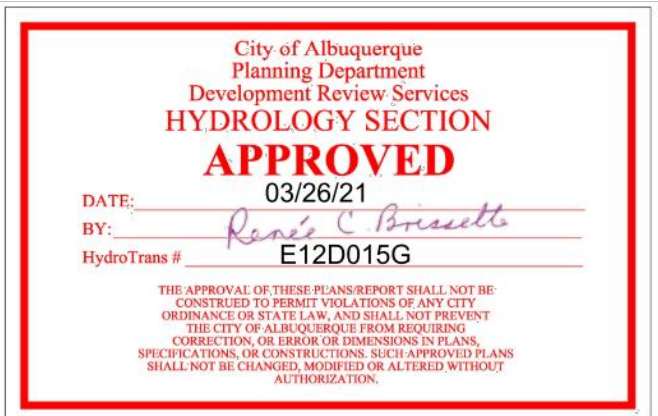 City of Albuquerque
Planning Department
Development Review Services
HYDROLOGY SECTION
APPROVED
DATE: 03/26/21
BY: Renée C. Brissette
HydroTrans # E12D015G
THE APPROVAL OF THESE PLANS/REPORT SHALL NOT BE
CONSTRUED TO PERMIT VIOLATIONS OF ANY CITY
ORDINANCE OR STATE LAW, AND SHALL NOT PREVENT
THE CITY OF ALBUQUERQUE FROM REQUIRING
CORRECTION, OR ERROR OR DIMENSIONS IN PLANS,
SPECIFICATIONS, OR CONSTRUCTIONS. SUCH APPROVED PLANS
SHALL NOT BE CHANGED, MODIFIED OR ALTERED WITHOUT
AUTHORIZATION.